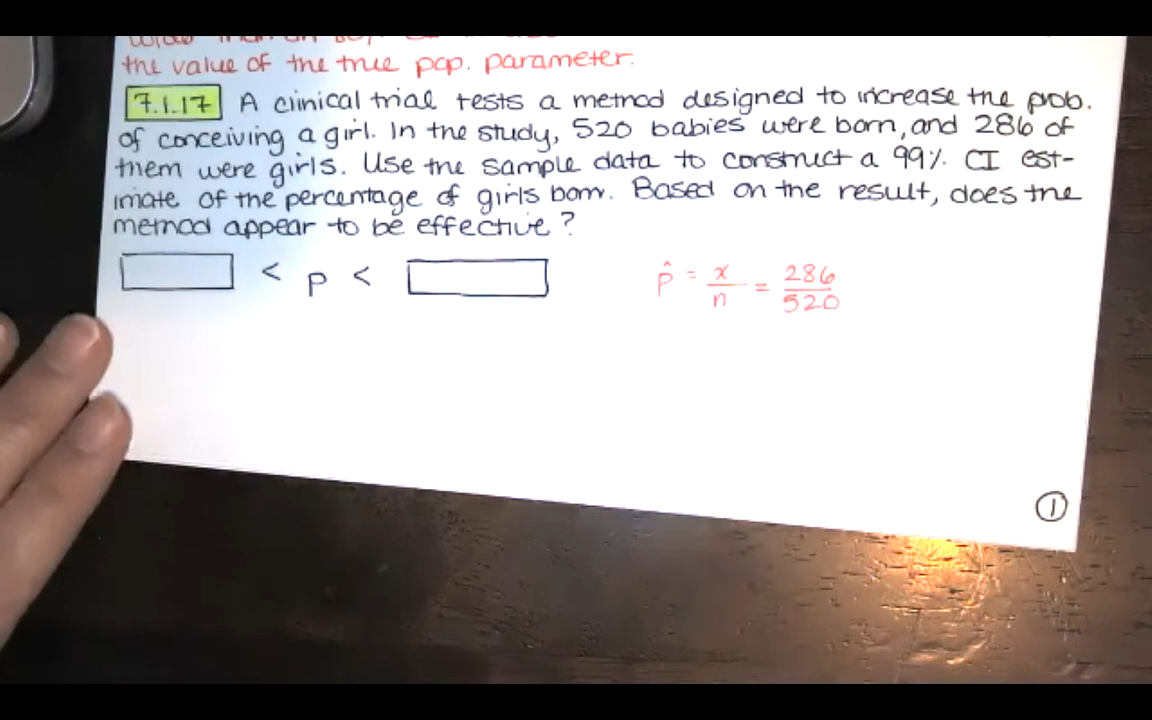 the value of the true pop. parameter.
7.1.17 A clinical trial tests a method designed to increase the prob.
of conceiving a girl. In the study, 520 babies were born, and 286 of
them were girls. Use the sample data to construct a 99% CI est-
imate of the percentage of girls born. Based on the result, does the
method appear to be effective?
< p < p̂ = x/n = 286/520
1